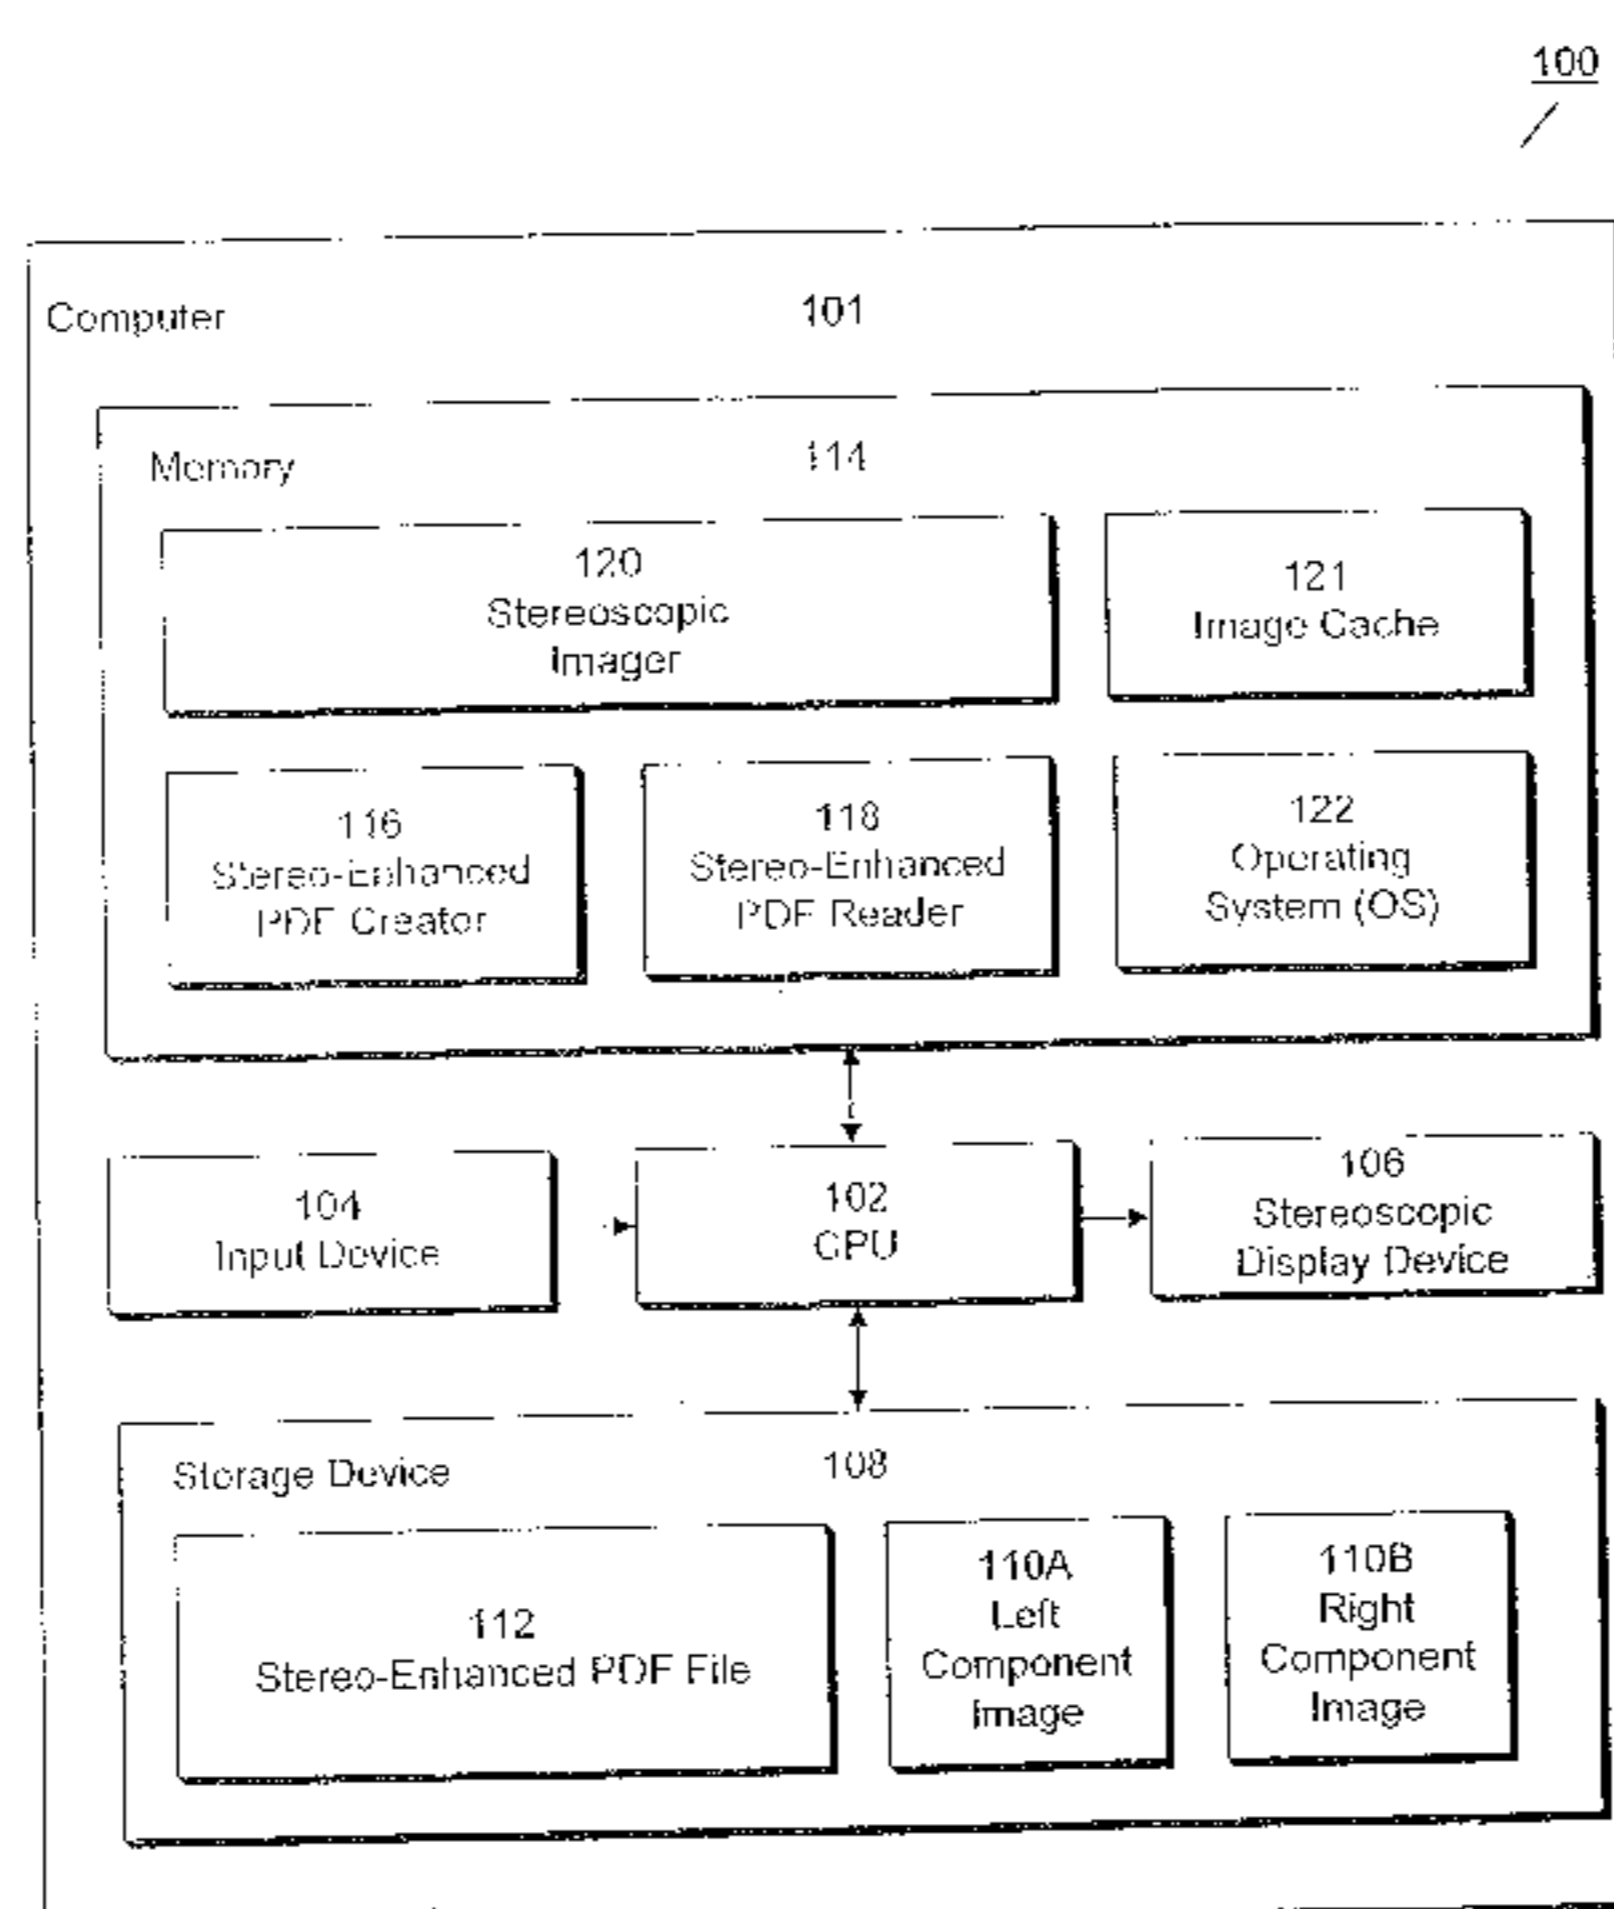 100
Computer
101
Memory
114
120
Stereoscopic
Imager
121
Image Cache
116
Stereo-Enhanced
PDF Creator
118
Stereo-Enhanced
PDF Reader
122
Operating
System (OS)
104
Input Device
102
CPU
106
Stereoscopic
Display Device
Storage Device
108
112
Stereo-Enhanced PDF File
110A
Left
Component
Image
110B
Right
Component
Image